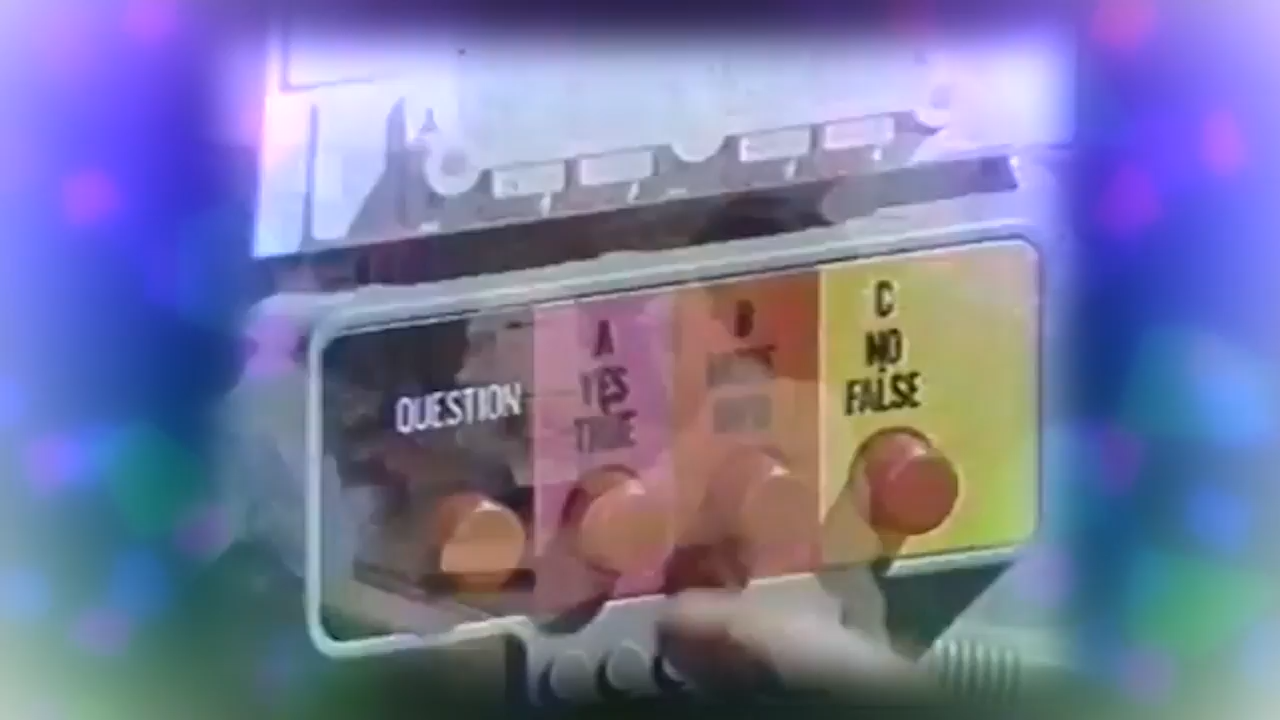 QUESTION
A
YES
TRUE
B
C
NO
FALSE